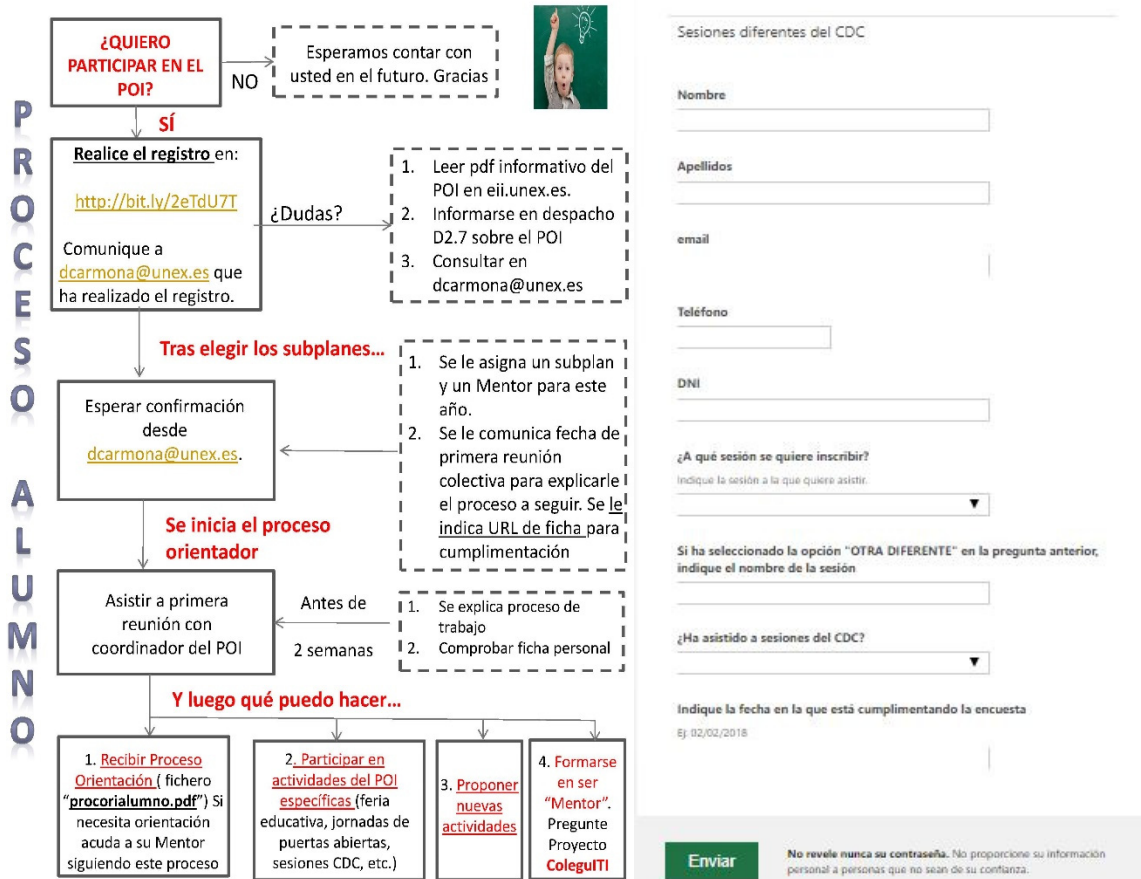 PROCESO ALUMNO
¿QUIERO
PARTICIPAR EN EL
POI?
NO
Esperamos contar con
usted en el futuro. Gracias
SÍ
Realice el registro en:
http://bit.ly/2eTdU7T
Comunique a
dcarmona@unex.es que
ha realizado el registro.
¿Dudas?
1. Leer pdf informativo del
POI en eii.unex.es.
2. Informarse en despacho
D2.7 sobre el POI
3. Consultar en
dcarmona@unex.es
Tras elegir los subplanes...
Esperar confirmación
desde
dcarmona@unex.es.
1. Se le asigna un subplan
y un Mentor para este
año.
2. Se le comunica fecha de
primera reunión
colectiva para explicarle
el proceso a seguir. Se le
indica URL de ficha para
cumplimentación
Se inicia el proceso
orientador
Asistir a primera
reunión con
coordinador del POI
Antes de
2 semanas
1. Se explica proceso de
trabajo
2. Comprobar ficha personal
Y luego qué puedo hacer...
1. Recibir Proceso
Orientación ( fichero
“procorialumno.pdf”) Si
necesita orientación
acuda a su Mentor
siguiendo este proceso
2. Participar en
actividades del POI
específicas (feria
educativa, jornadas de
puertas abiertas,
sesiones CDC, etc.)
3. Proponer
nuevas
actividades
4. Formarse
en ser
“Mentor”.
Pregunte
Proyecto
ColeguITI
Sesiones diferentes del CDC
Nombre
Apellidos
email
Teléfono
DNI
¿A qué sesión se quiere inscribir?
Indique la sesión a la que quiere asistir.
Si ha seleccionado la opción "OTRA DIFERENTE" en la pregunta anterior,
indique el nombre de la sesión
¿Ha asistido a sesiones del CDC?
Indique la fecha en la que está cumplimentando la encuesta
Ej: 02/02/2018
Enviar
No revele nunca su contraseña. No proporcione su información
personal a personas que no sean de su confianza.